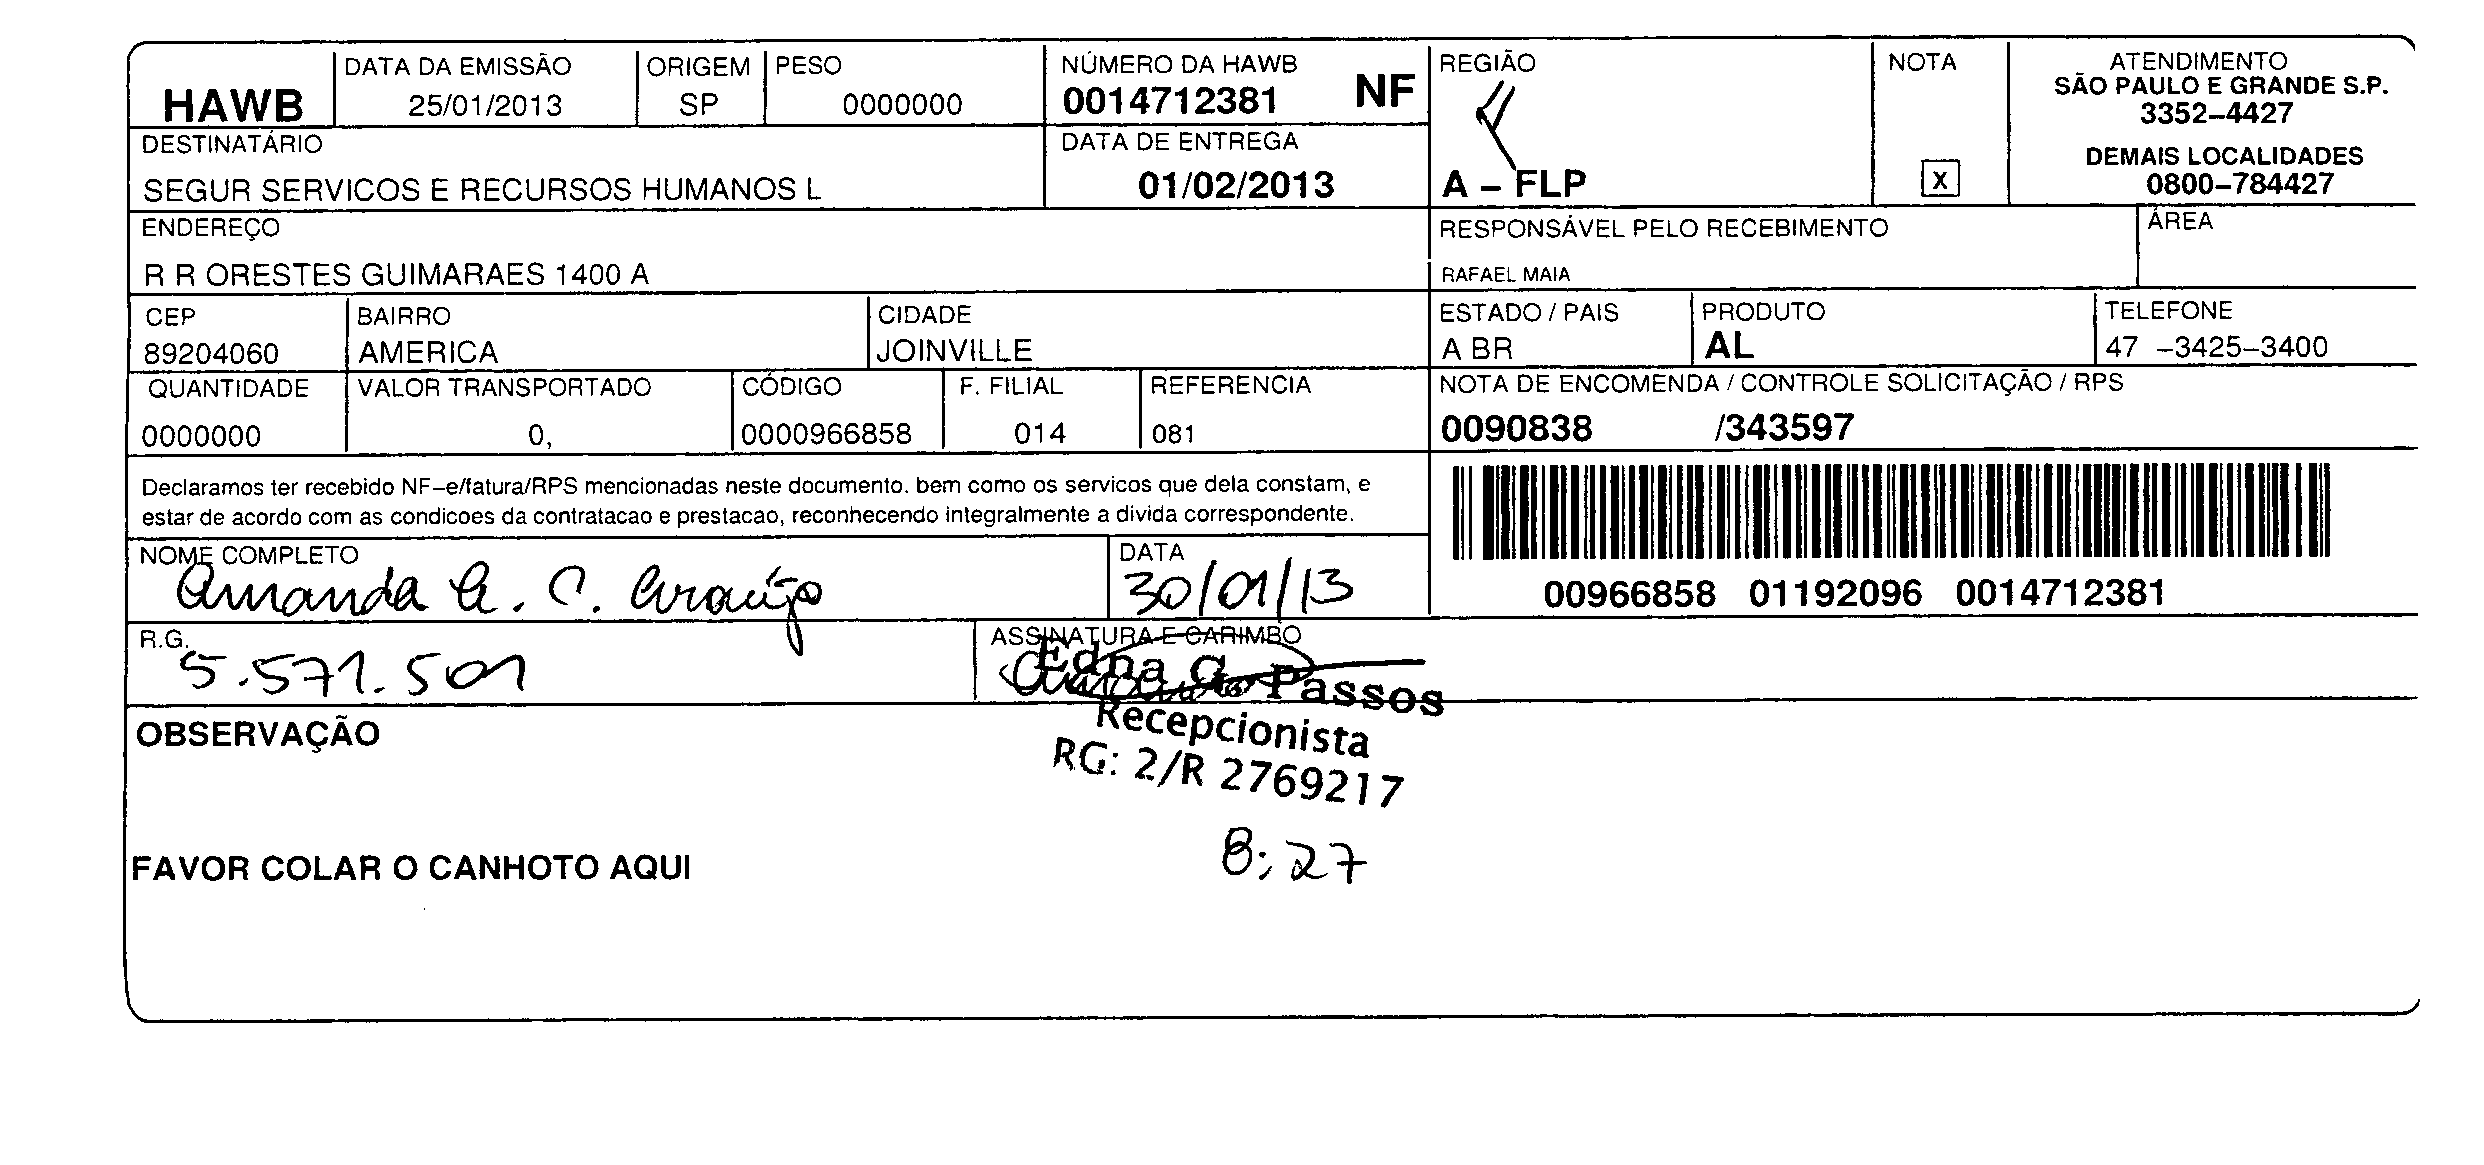 HAWB
DATA DA EMISSÃO
25/01/2013
ORIGEM
SP
PESO
0000000
NÚMERO DA HAWB
0014712381 NF
REGIÃO
A – FLP
NOTA
X
ATENDIMENTO
SÃO PAULO E GRANDE S.P.
3352–4427
DEMAIS LOCALIDADES
0800–784427
DESTINATÁRIO
SEGUR SERVICOS E RECURSOS HUMANOS L
DATA DE ENTREGA
01/02/2013
ENDEREÇO
R R ORESTES GUIMARAES 1400 A
RESPONSÁVEL PELO RECEBIMENTO
RAFAEL MAIA
ÁREA
CEP
89204060
BAIRRO
AMERICA
CIDADE
JOINVILLE
ESTADO / PAIS
A BR
PRODUTO
AL
TELEFONE
47 –3425–3400
QUANTIDADE
0000000
VALOR TRANSPORTADO
0,
CÓDIGO
0000966858
F. FILIAL
014
REFERENCIA
081
NOTA DE ENCOMENDA / CONTROLE SOLICITAÇÃO / RPS
0090838 /343597
Declaramos ter recebido NF–e/fatura/RPS mencionadas neste documento. bem como os servicos que dela constam, e
estar de acordo com as condicoes da contratacao e prestacao, reconhecendo integralmente a divida correspondente.
00966858 01192096 0014712381
NOME COMPLETO
Amanda A. C. Araújo
DATA
30/01/13
R.G.
5.571.501
ASSINATURA E CARIMBO
Edna G. Passos
Recepcionista
RG: 2/R 2769217
8:27
OBSERVAÇÃO
FAVOR COLAR O CANHOTO AQUI